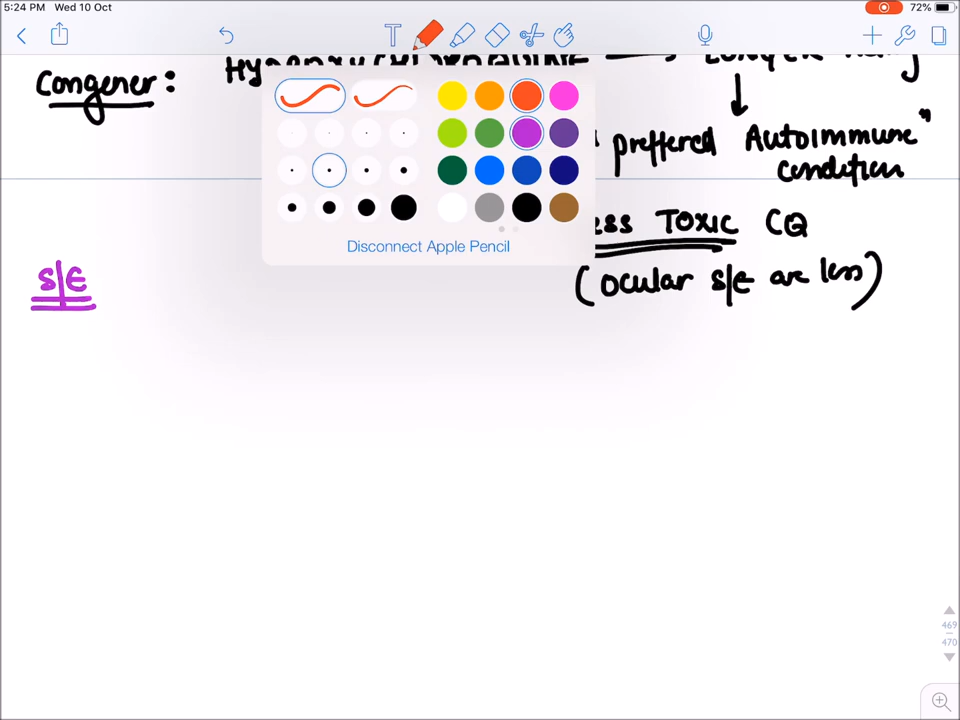 5:24 PM Wed 10 Oct 72%
T
Congener:
preferred Autoimmune"
condition
Disconnect Apple Pencil
ess TOXIC CQ
S/E
(ocular s/e are less)
469
470